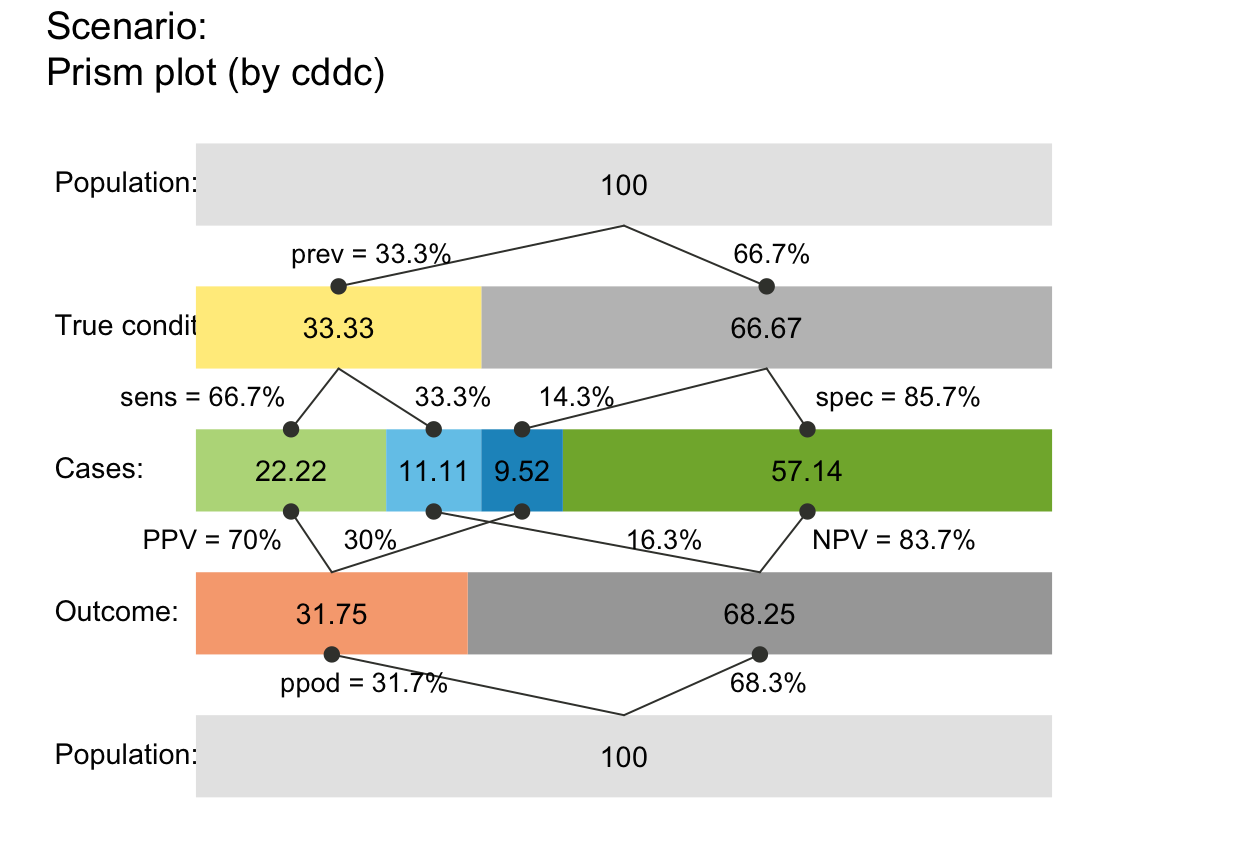 Scenario:
Prism plot (by cddc)
Population:
100
prev = 33.3%
66.7%
True condit
33.33
66.67
sens = 66.7%
33.3%
14.3%
spec = 85.7%
Cases:
22.22
11.11
9.52
57.14
PPV = 70%
30%
16.3%
NPV = 83.7%
Outcome:
31.75
68.25
ppod = 31.7%
68.3%
Population:
100